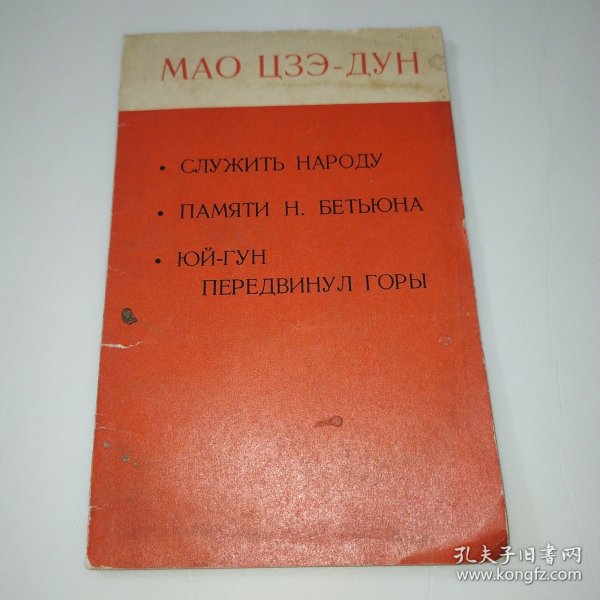 МАО ЦЗЭ-ДУН
• СЛУЖИТЬ НАРОДУ
• ПАМЯТИ Н. БЕТЬЮНА
• ЮЙ-ГУН
ПЕРЕДВИНУЛ ГОРЫ
孔夫子旧书网
www.kongfz.com